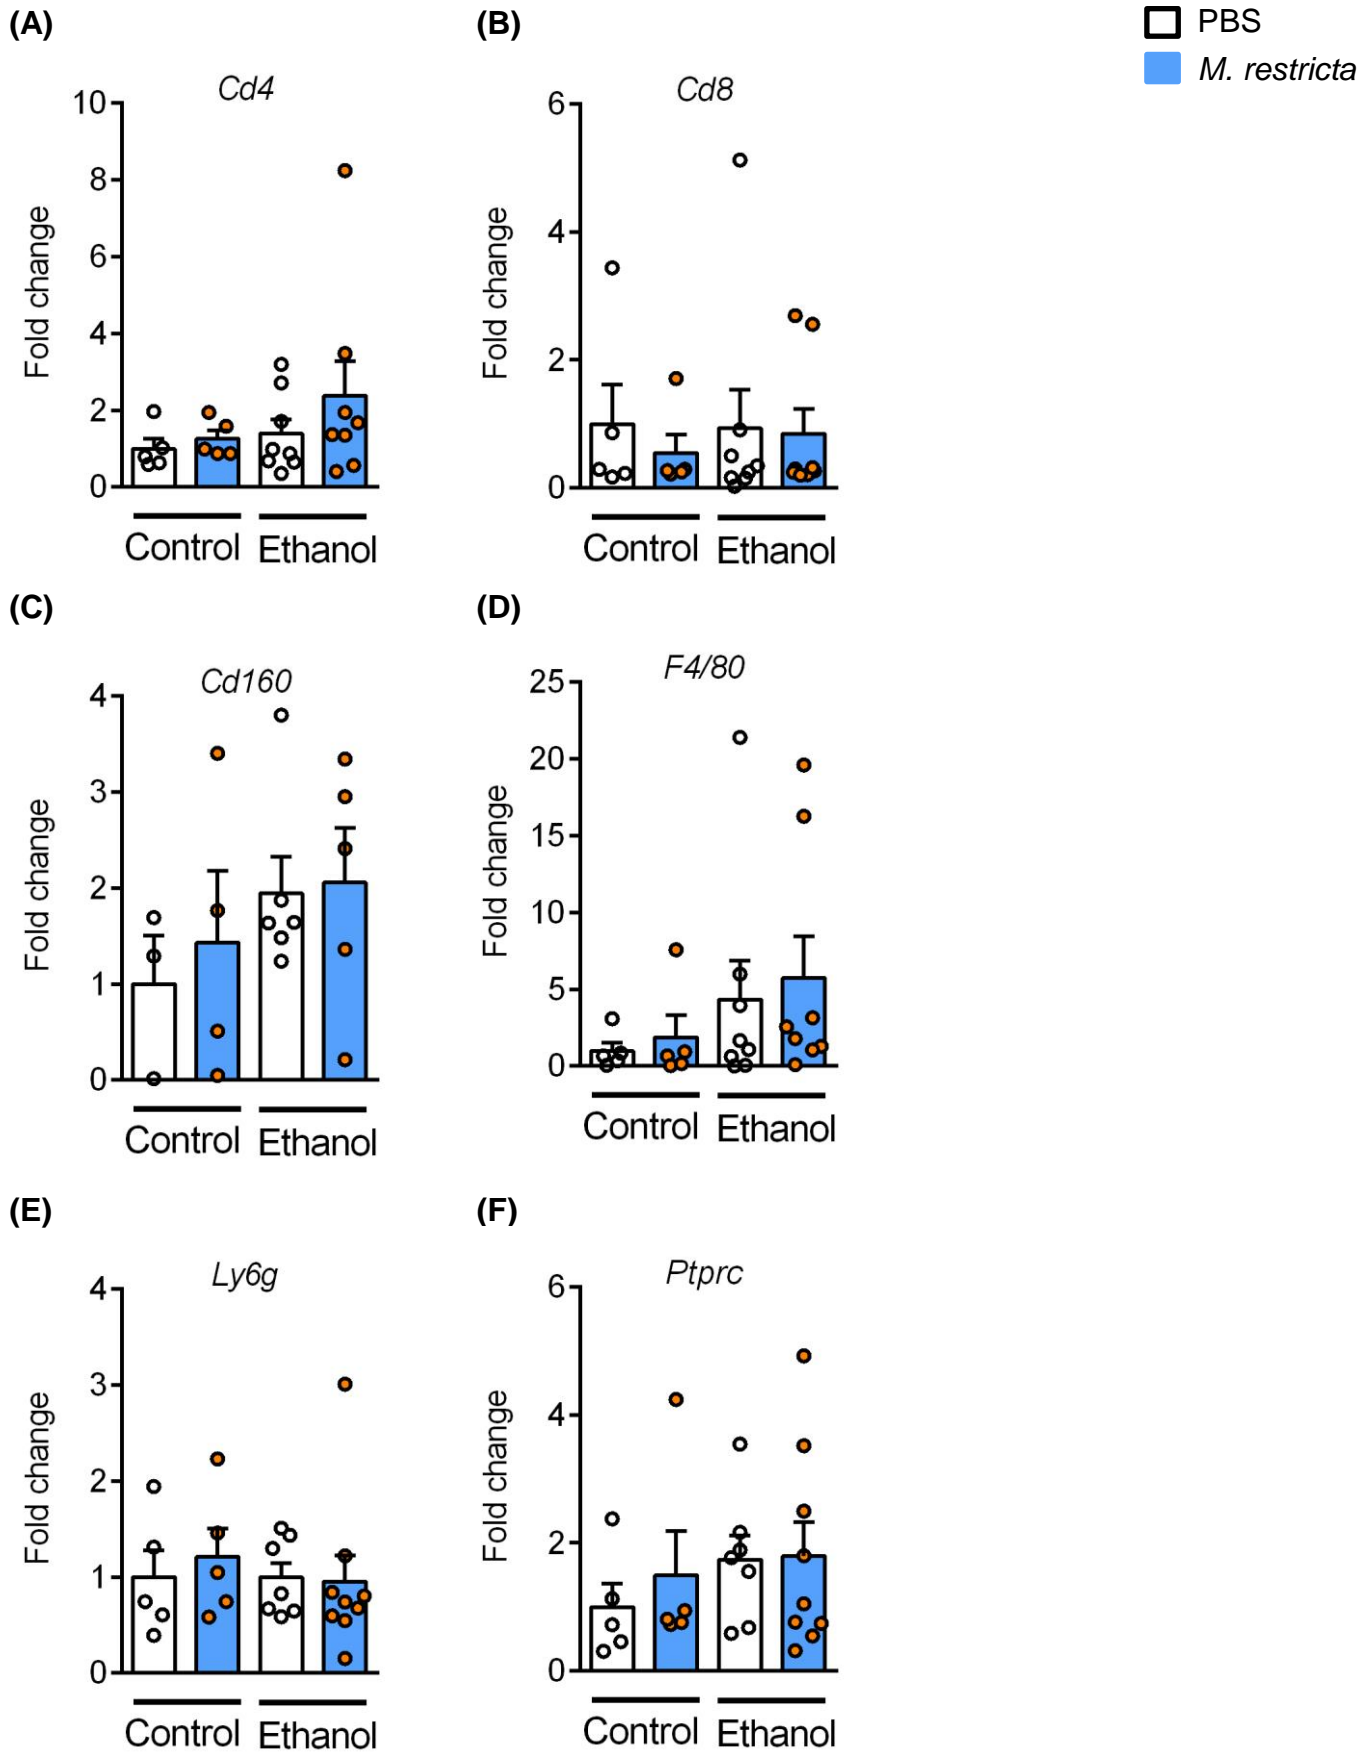 (A)
(B)
PBS
M. restricta
Cd4
10
8
6
4
2
0
Fold change
Control Ethanol
Cd8
6
4
2
0
Fold change
Control Ethanol
(C)
(D)
Cd160
4
3
2
1
0
Fold change
Control Ethanol
F4/80
25
20
15
10
5
0
Fold change
Control Ethanol
(E)
(F)
Ly6g
4
3
2
1
0
Fold change
Control Ethanol
Ptprc
6
4
2
0
Fold change
Control Ethanol